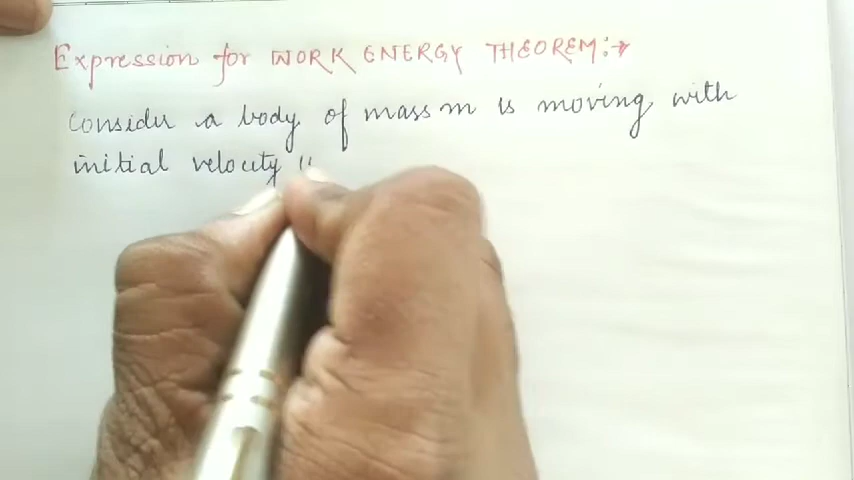 Expression for WORK ENERGY THEOREM:→
Consider a body of mass m is moving with
initial velocity